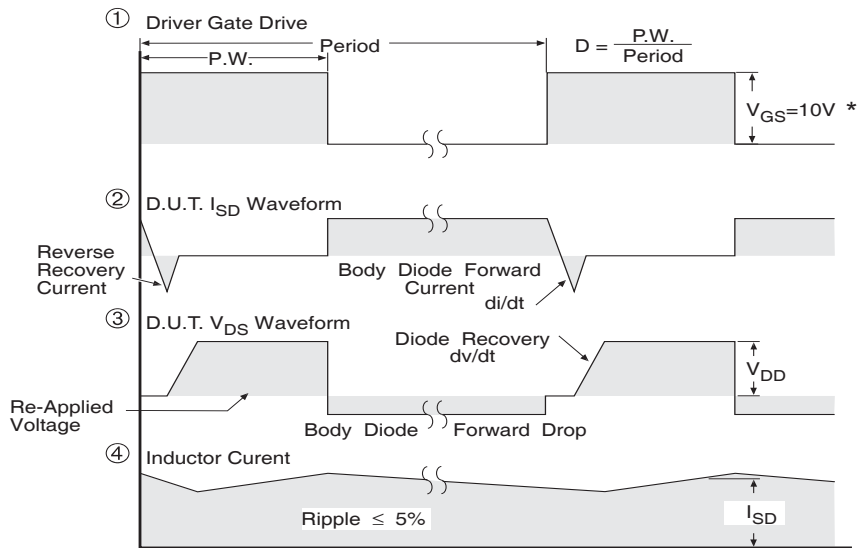 ① Driver Gate Drive
P.W.
Period
D = P.W.
Period
V_GS=10V *
② D.U.T. I_SD Waveform
Reverse
Recovery
Current
Body Diode Forward
Current
di/dt
③ D.U.T. V_DS Waveform
Diode Recovery
dv/dt
V_DD
Re-Applied
Voltage
Body Diode Forward Drop
④ Inductor Curent
Ripple ≤ 5%
I_SD